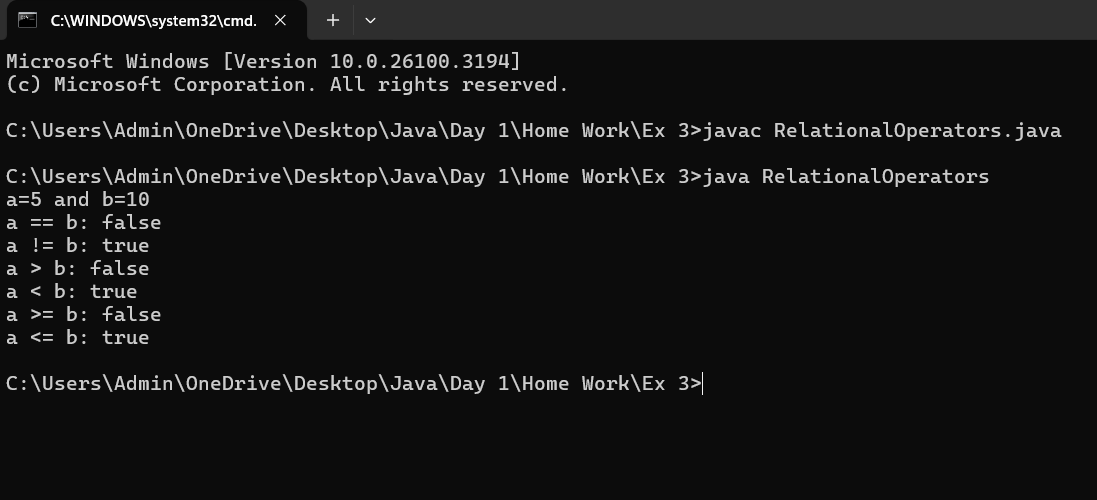 C:\WINDOWS\system32\cmd.
Microsoft Windows [Version 10.0.26100.3194]
(c) Microsoft Corporation. All rights reserved.
C:\Users\Admin\OneDrive\Desktop\Java\Day 1\Home Work\Ex 3>javac RelationalOperators.java
C:\Users\Admin\OneDrive\Desktop\Java\Day 1\Home Work\Ex 3>java RelationalOperators
a=5 and b=10
a == b: false
a != b: true
a > b: false
a < b: true
a >= b: false
a <= b: true
C:\Users\Admin\OneDrive\Desktop\Java\Day 1\Home Work\Ex 3>